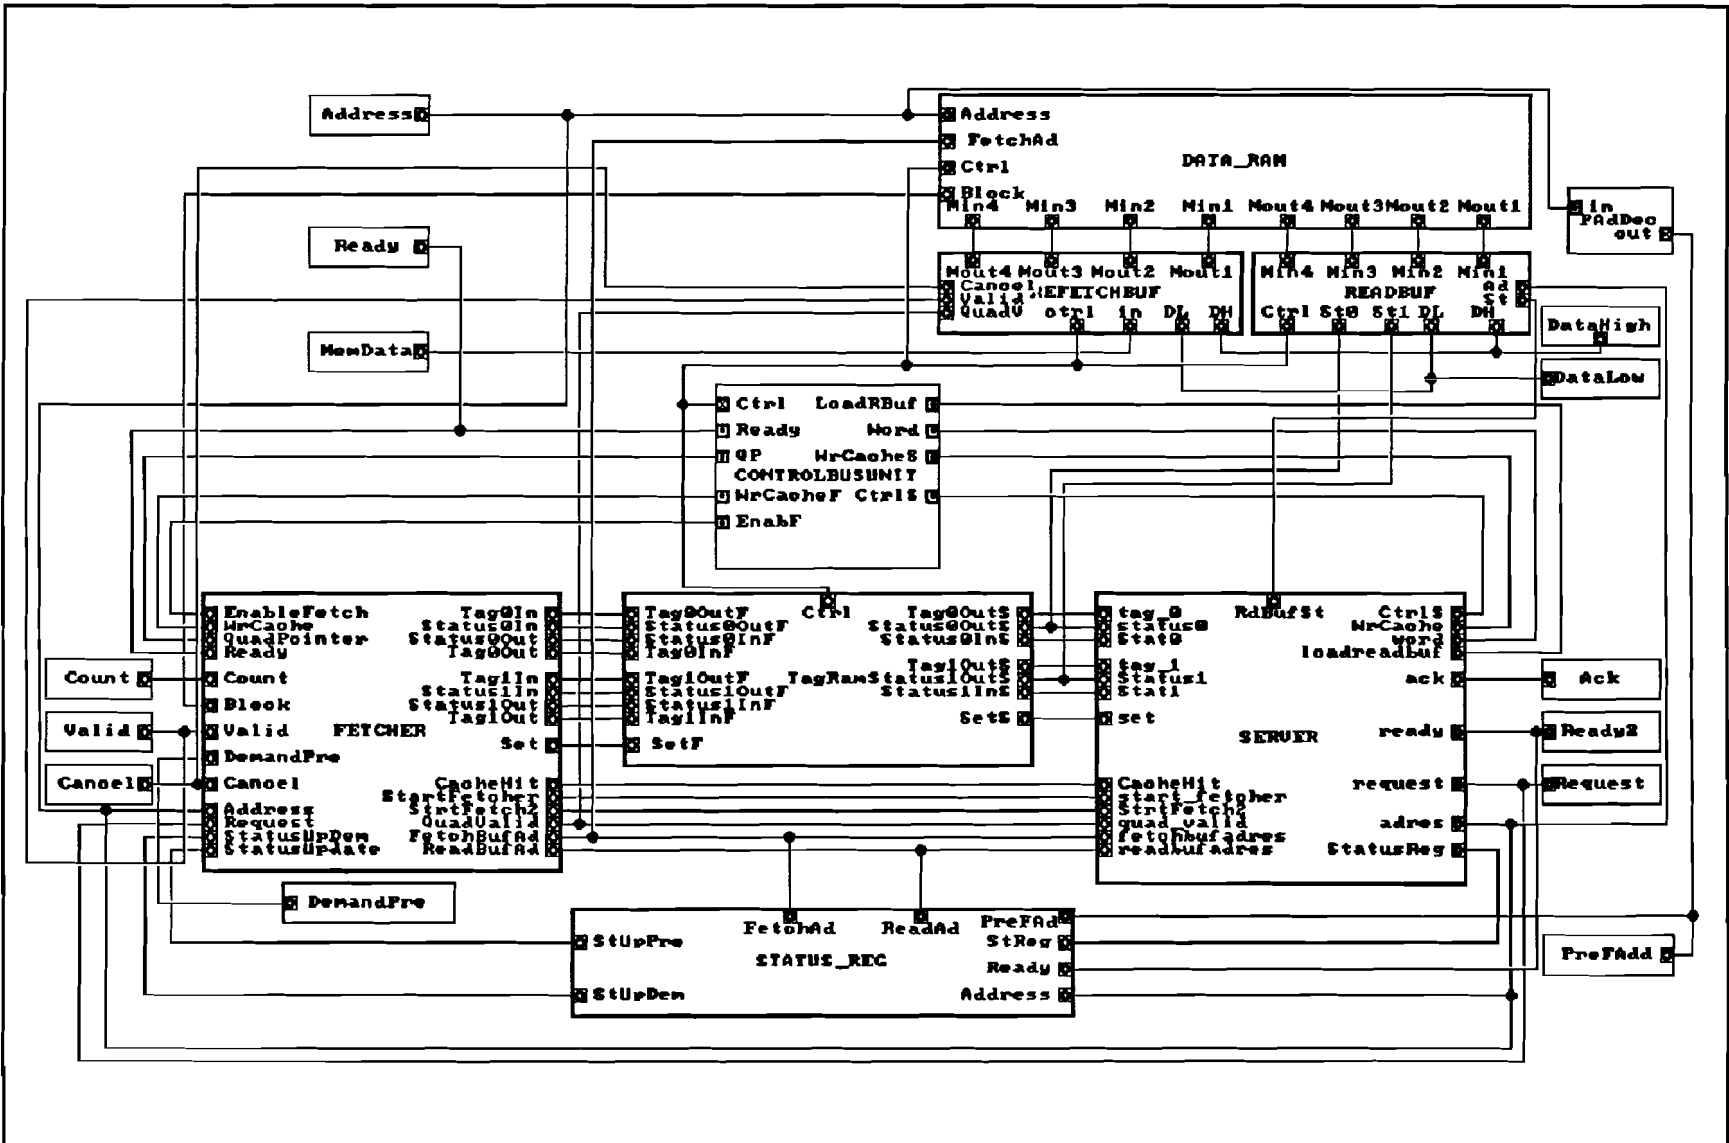 Address
Address
FetchAd
DATA_RAM
Ctrl
Block
Min4 Min3 Min2 Min1 Mout4 Mout3 Mout2 Mout1
in
PAdDec
out
Ready
Mout4 Mout3 Mout2 Mout1
Min4 Min3 Min2 Min1
Cancel
Valid
QuadV
EFETCHBUF
READBUF
Ad
St
ctrl in DL DH
Ctrl St0 St1 DL DH
DataHigh
MemData
DataLow
Ctrl LoadRBuf
Ready Word
QP WrCacheS
CONTROLBUSUNIT
WrCacheF CtrlS
EnabF
EnableFetch Tag0In
WrCache Status0In
QuadPointer Status0Out
Ready Tag0Out
Count
Count Tag1In
Status1In
Block Status1Out
Tag1Out
Valid
Valid FETCHER
Set
DemandPre
Cancel
Cancel CacheHit
StartFetcher
Address StrtFetch2
Request QuadValid
StatusUpDem FetchBufAd
StatusUpdate ReadBufAd
Ctrl
Tag0OutF Tag0OutS
Status0OutF Status0OutS
Status0InF Status0InS
Tag0InF
Tag1OutF Tag1OutS
TagRam
Status1OutF Status1OutS
Status1InF Status1InS
Tag1InF SetS
SetF
RdBufSt
tag_0 CtrlS
status0 WrCache
Stat0 word
loadreadbuf
tag_1
Status1 ack
Stat1
set
SERVER
ready
CacheHit request
start_fetcher
StrtFetch2
quad_valid adres
fetchbufadres
readbufadres StatusReg
Ack
Ready2
Request
DemandPre
FetchAd ReadAd PreFAd
StUpPre StReg
STATUS_REG
Ready
StUpDem Address
PreFAdd